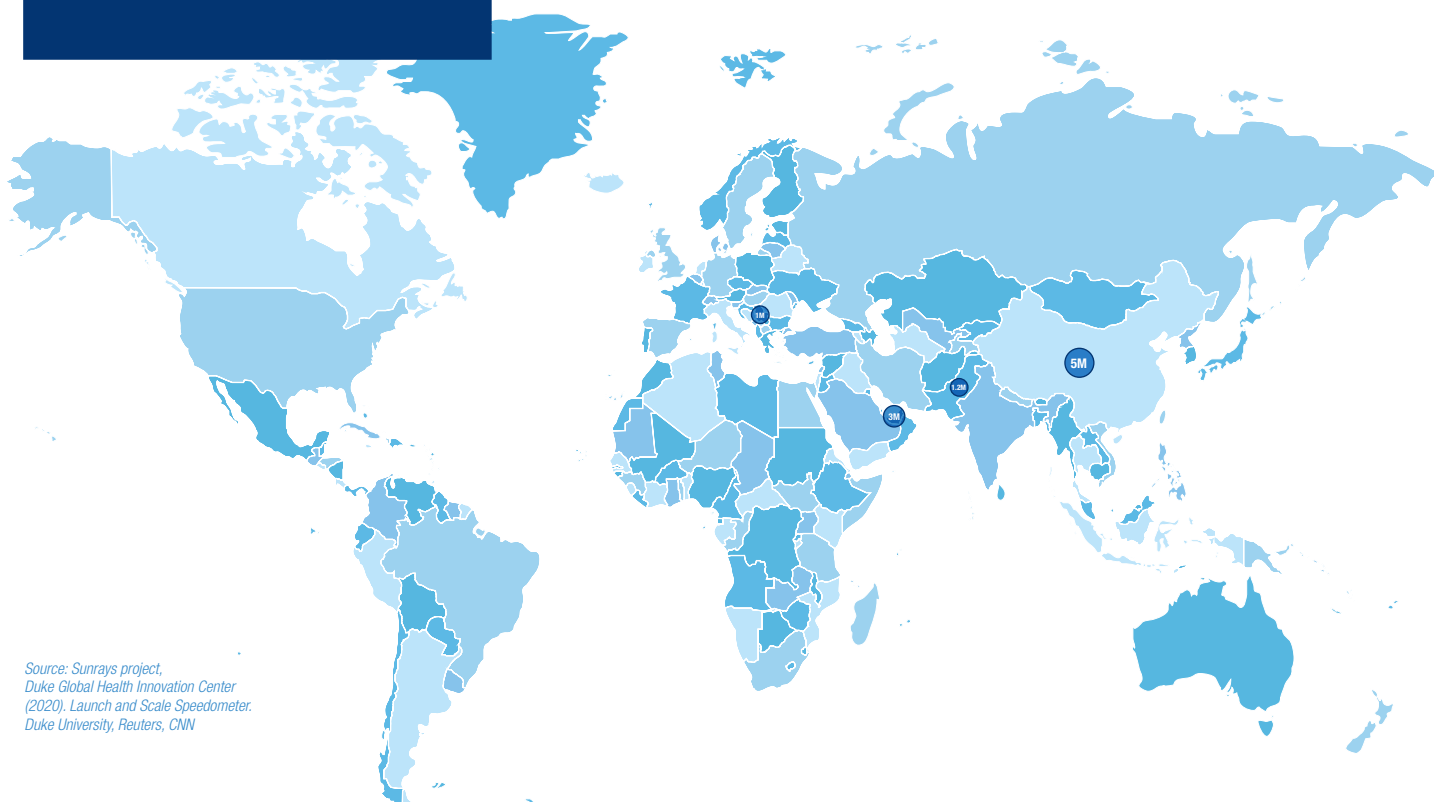 1M
5M
1.2M
3M
Source: Sunrays project,
Duke Global Health Innovation Center
(2020). Launch and Scale Speedometer.
Duke University, Reuters, CNN